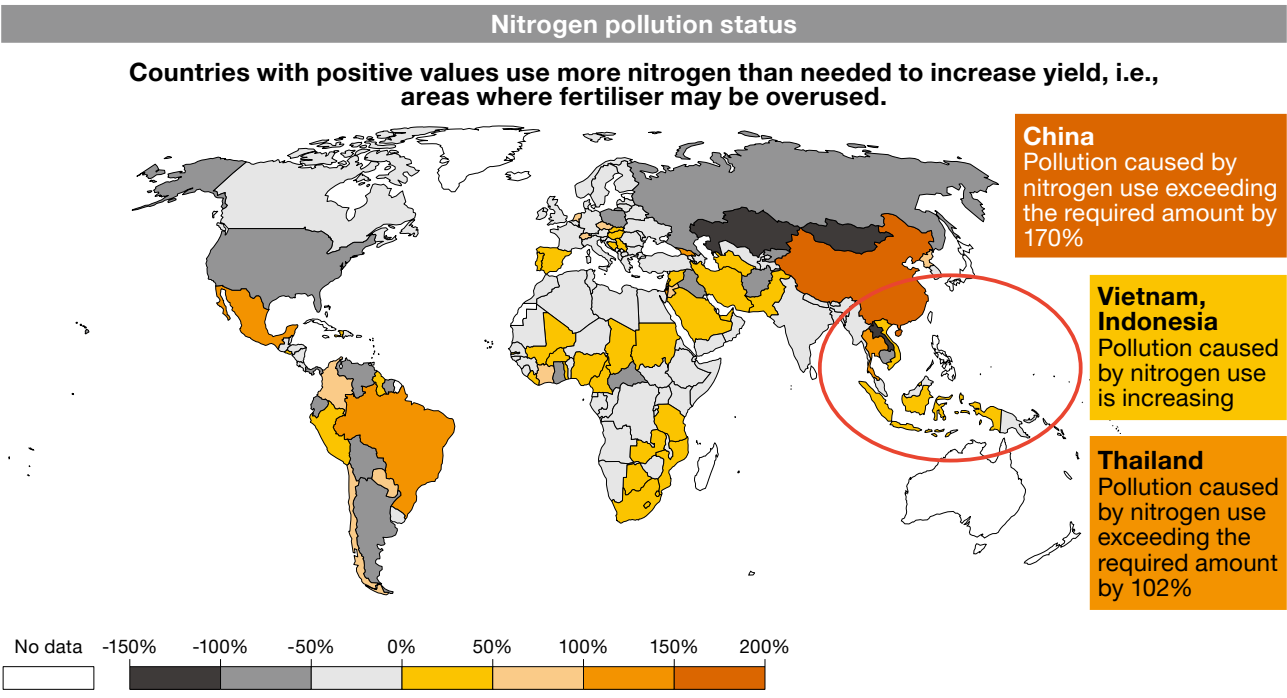 Nitrogen pollution status
Countries with positive values use more nitrogen than needed to increase yield, i.e.,
areas where fertiliser may be overused.
China
Pollution caused by
nitrogen use exceeding
the required amount by
170%
Vietnam,
Indonesia
Pollution caused
by nitrogen use
is increasing
Thailand
Pollution caused
by nitrogen use
exceeding the
required amount
by 102%
No data -150% -100% -50% 0% 50% 100% 150% 200%